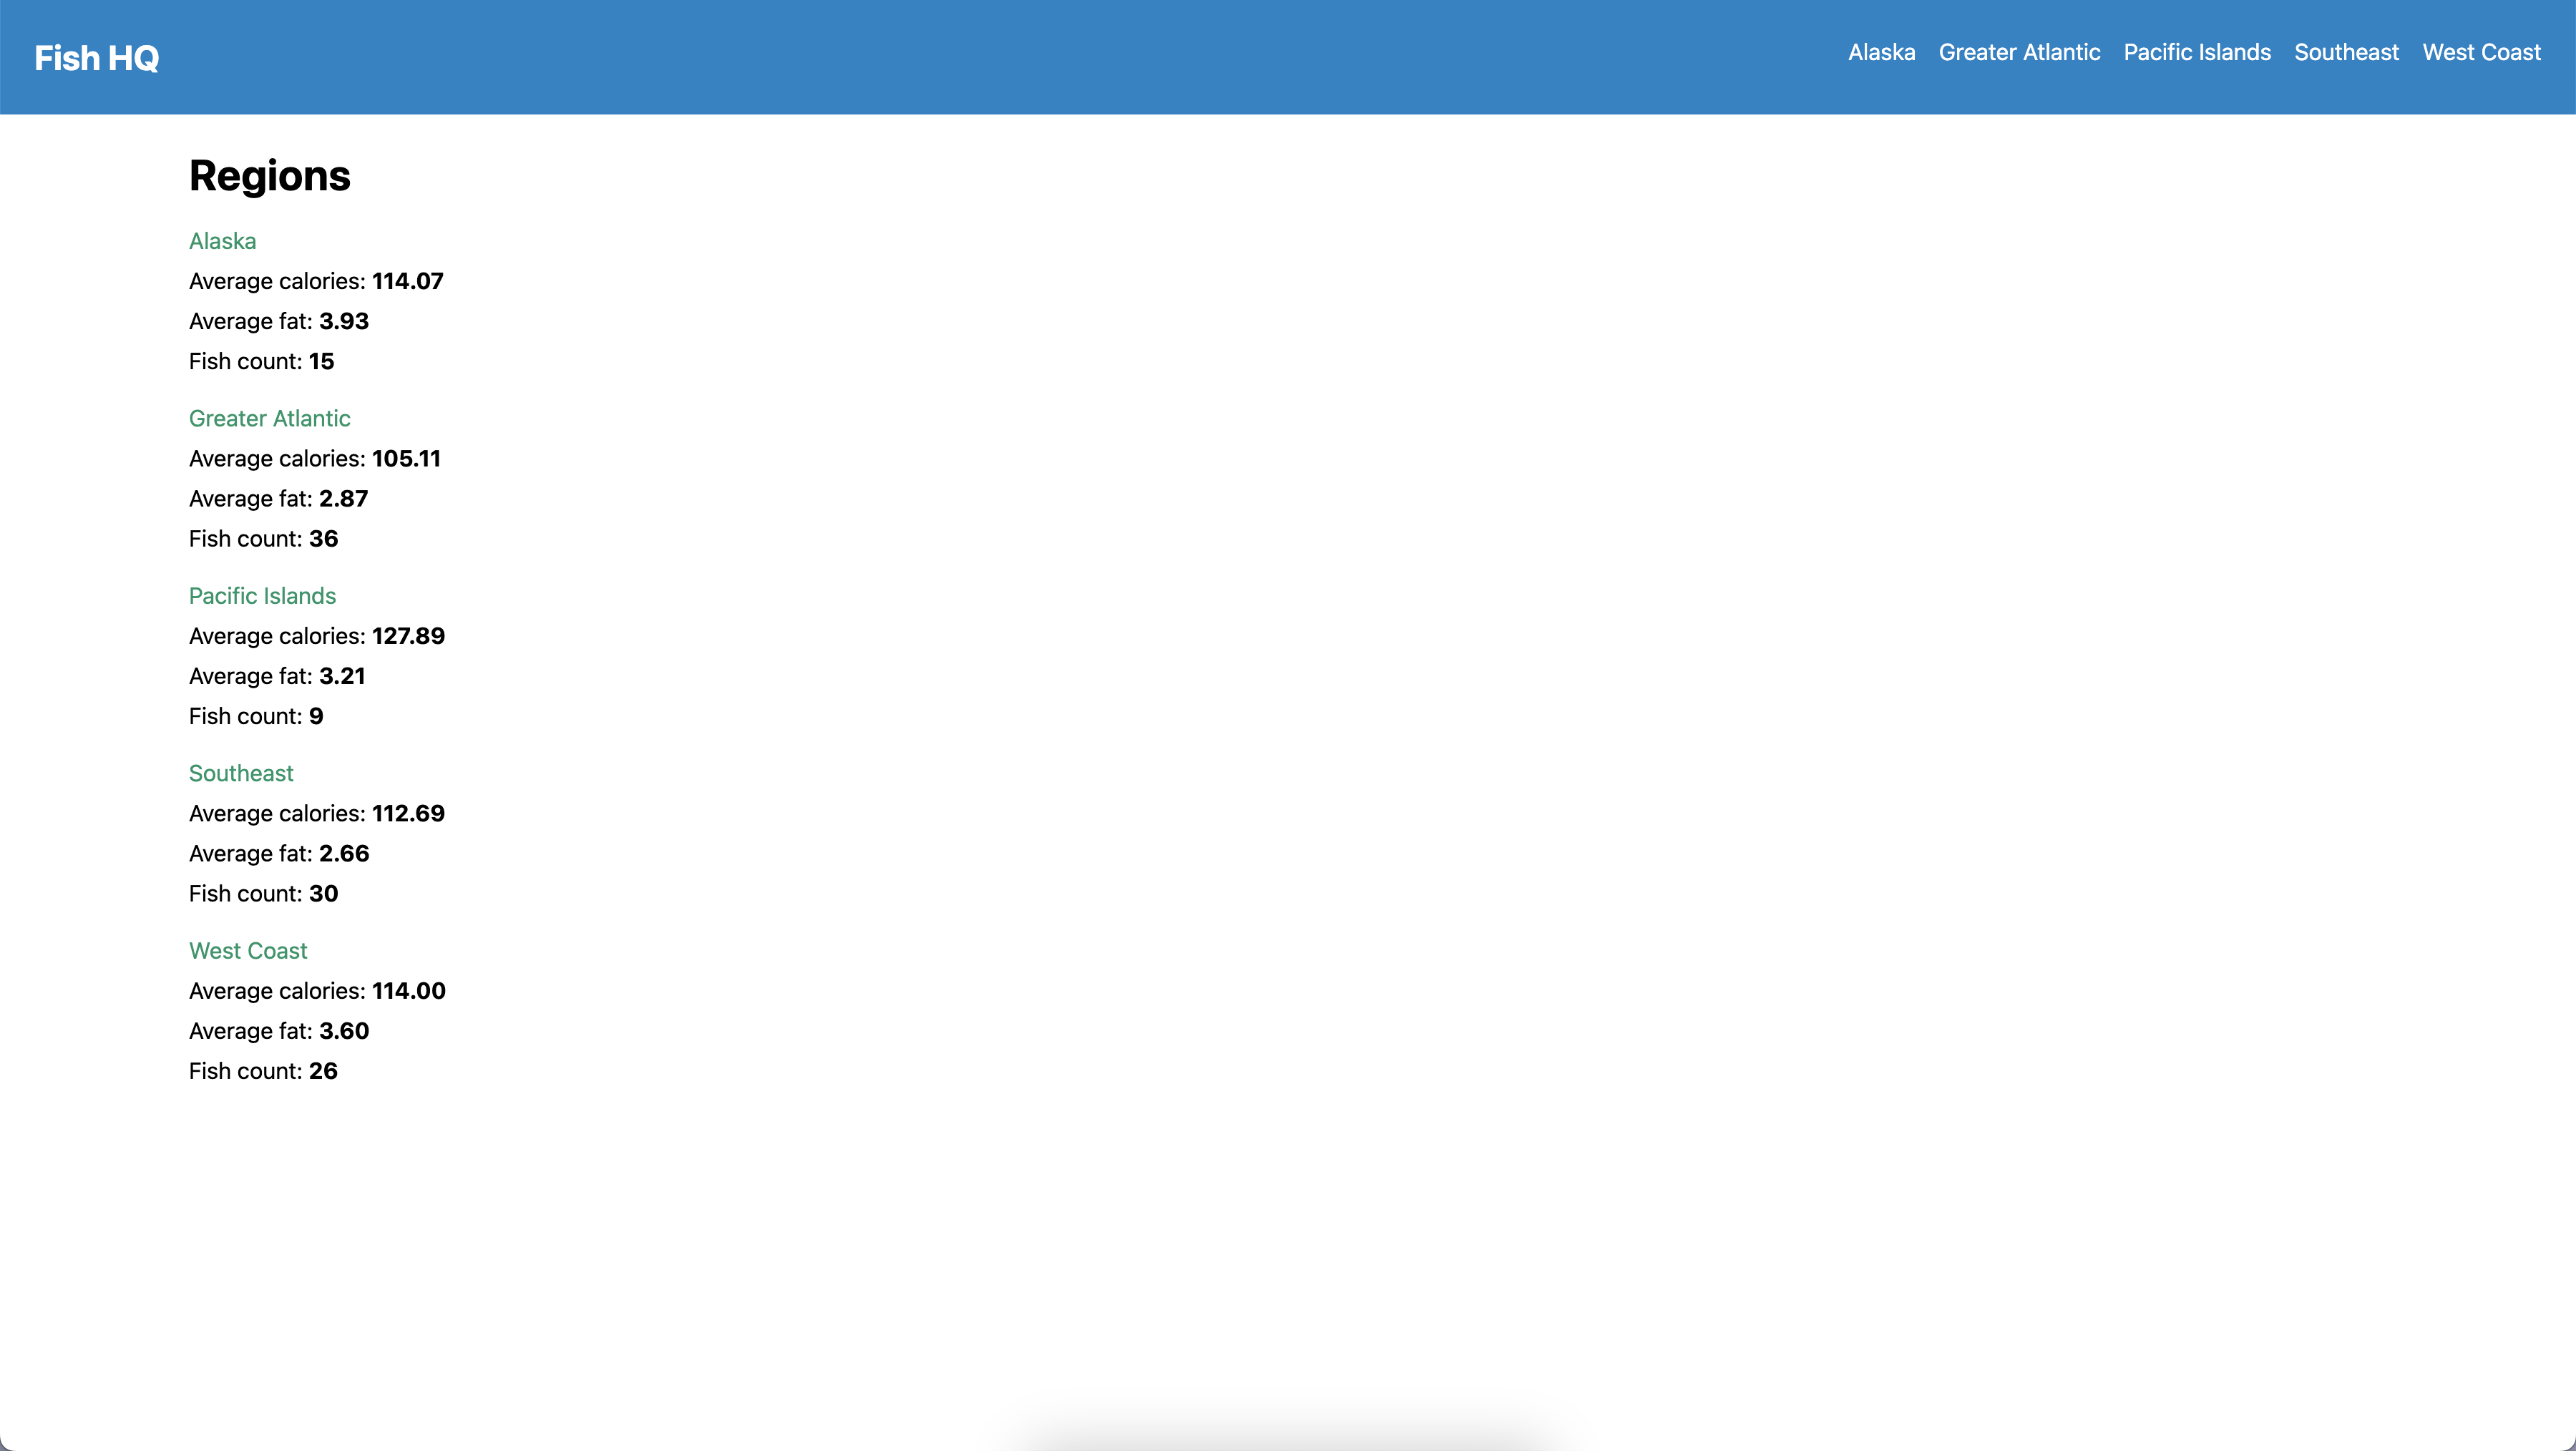 Fish HQ
Alaska Greater Atlantic Pacific Islands Southeast West Coast
Regions
Alaska
Average calories: 114.07
Average fat: 3.93
Fish count: 15
Greater Atlantic
Average calories: 105.11
Average fat: 2.87
Fish count: 36
Pacific Islands
Average calories: 127.89
Average fat: 3.21
Fish count: 9
Southeast
Average calories: 112.69
Average fat: 2.66
Fish count: 30
West Coast
Average calories: 114.00
Average fat: 3.60
Fish count: 26